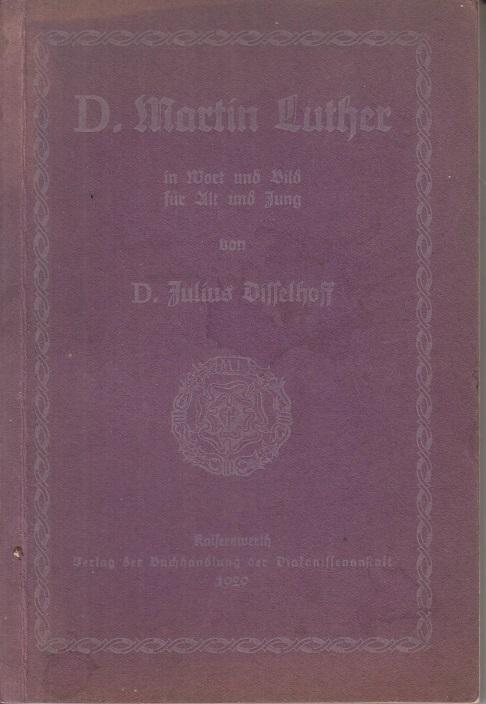 D. Martin Luther
in Wort und Bild
für Alt und Jung
von
D. Julius Disselhoff
Kaiserswerth
Verlag der Buchhandlung der Diakonissenanstalt
1929